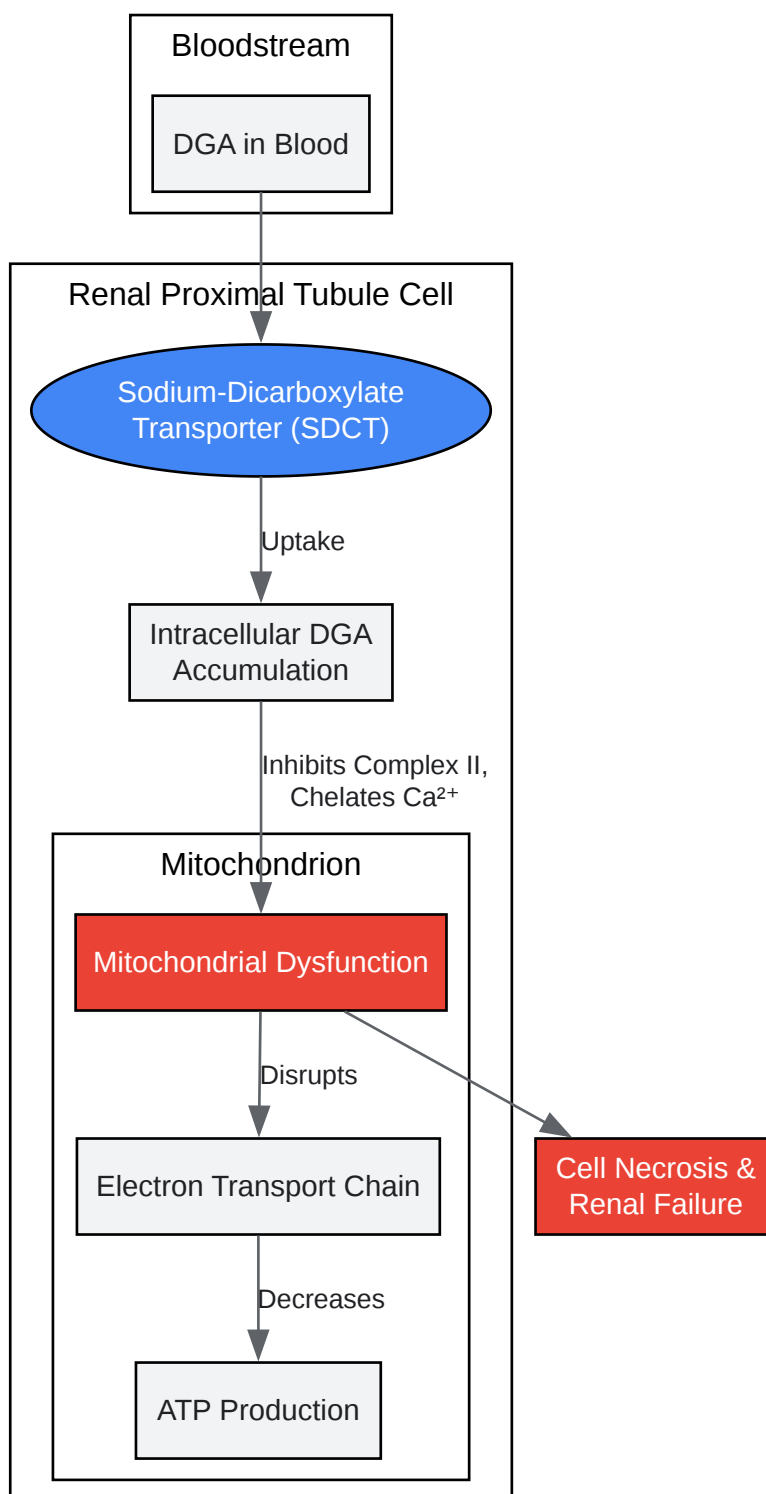 Bloodstream
DGA in Blood
Renal Proximal Tubule Cell
Sodium-Dicarboxylate
Transporter (SDCT)
Uptake
Intracellular DGA
Accumulation
Inhibits Complex II,
Chelates Ca²⁺
Mitochondrion
Mitochondrial Dysfunction
Disrupts
Electron Transport Chain
Cell Necrosis &
Renal Failure
Decreases
ATP Production